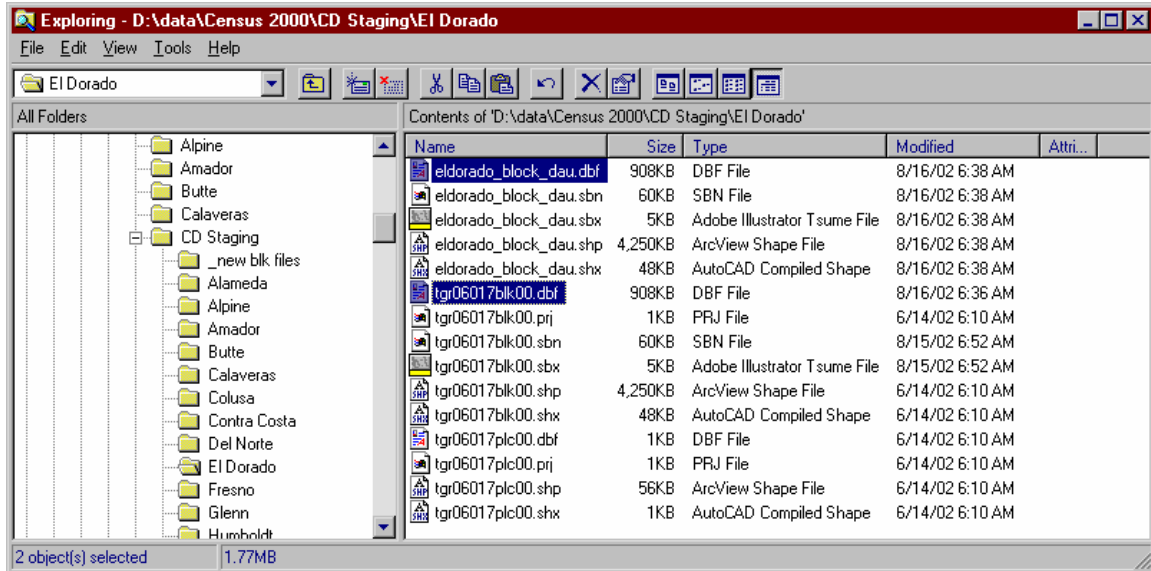 Exploring - D:\data\Census 2000\CD Staging\El Dorado
File Edit View Tools Help
El Dorado
All Folders
Contents of 'D:\data\Census 2000\CD Staging\El Dorado'
Alpine
Amador
Butte
Calaveras
CD Staging
_new blk files
Alameda
Alpine
Amador
Butte
Calaveras
Colusa
Contra Costa
Del Norte
El Dorado
Fresno
Glenn
Humboldt
Name Size Type Modified Attri...
eldorado_block_dau.dbf 908KB DBF File 8/16/02 6:38 AM
eldorado_block_dau.sbn 60KB SBN File 8/16/02 6:38 AM
eldorado_block_dau.sbx 5KB Adobe Illustrator Tsume File 8/16/02 6:38 AM
eldorado_block_dau.shp 4,250KB ArcView Shape File 8/16/02 6:38 AM
eldorado_block_dau.shx 48KB AutoCAD Compiled Shape 8/16/02 6:38 AM
tgr06017blk00.dbf 908KB DBF File 8/16/02 6:36 AM
tgr06017blk00.prj 1KB PRJ File 6/14/02 6:10 AM
tgr06017blk00.sbn 60KB SBN File 8/15/02 6:52 AM
tgr06017blk00.sbx 5KB Adobe Illustrator Tsume File 8/15/02 6:52 AM
tgr06017blk00.shp 4,250KB ArcView Shape File 6/14/02 6:10 AM
tgr06017blk00.shx 48KB AutoCAD Compiled Shape 6/14/02 6:10 AM
tgr06017plc00.dbf 1KB DBF File 6/14/02 6:10 AM
tgr06017plc00.prj 1KB PRJ File 6/14/02 6:10 AM
tgr06017plc00.shp 56KB ArcView Shape File 6/14/02 6:10 AM
tgr06017plc00.shx 1KB AutoCAD Compiled Shape 6/14/02 6:10 AM
2 object(s) selected 1.77MB